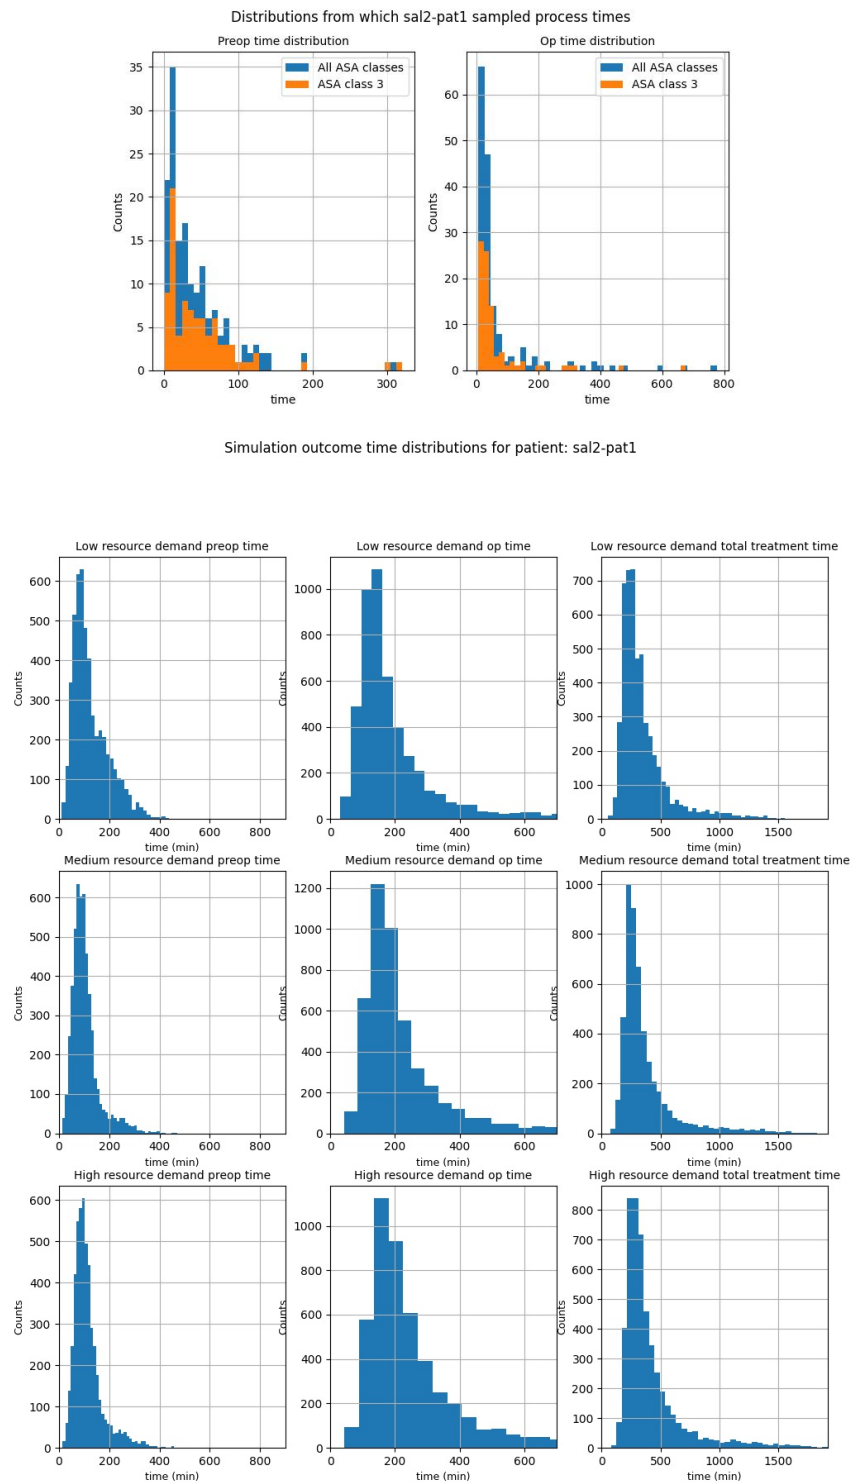 Distributions from which sal2-pat1 sampled process times
Preop time distribution
Counts
35
30
25
20
15
10
5
0
All ASA classes
ASA class 3
0 100 200 300
time
Op time distribution
Counts
60
50
40
30
20
10
0
All ASA classes
ASA class 3
0 200 400 600 800
time
Simulation outcome time distributions for patient: sal2-pat1
Low resource demand preop time
Counts
600
500
400
300
200
100
0
0 200 400 600 800
time (min)
Low resource demand op time
Counts
1000
800
600
400
200
0
0 200 400 600
time (min)
Low resource demand total treatment time
Counts
700
600
500
400
300
200
100
0
0 500 1000 1500
time (min)
Medium resource demand preop time
Counts
600
500
400
300
200
100
0
0 200 400 600 800
time (min)
Medium resource demand op time
Counts
1200
1000
800
600
400
200
0
0 200 400 600
time (min)
Medium resource demand total treatment time
Counts
1000
800
600
400
200
0
0 500 1000 1500
time (min)
High resource demand preop time
Counts
600
500
400
300
200
100
0
0 200 400 600 800
time (min)
High resource demand op time
Counts
1000
800
600
400
200
0
0 200 400 600
time (min)
High resource demand total treatment time
Counts
800
700
600
500
400
300
200
100
0
0 500 1000 1500
time (min)